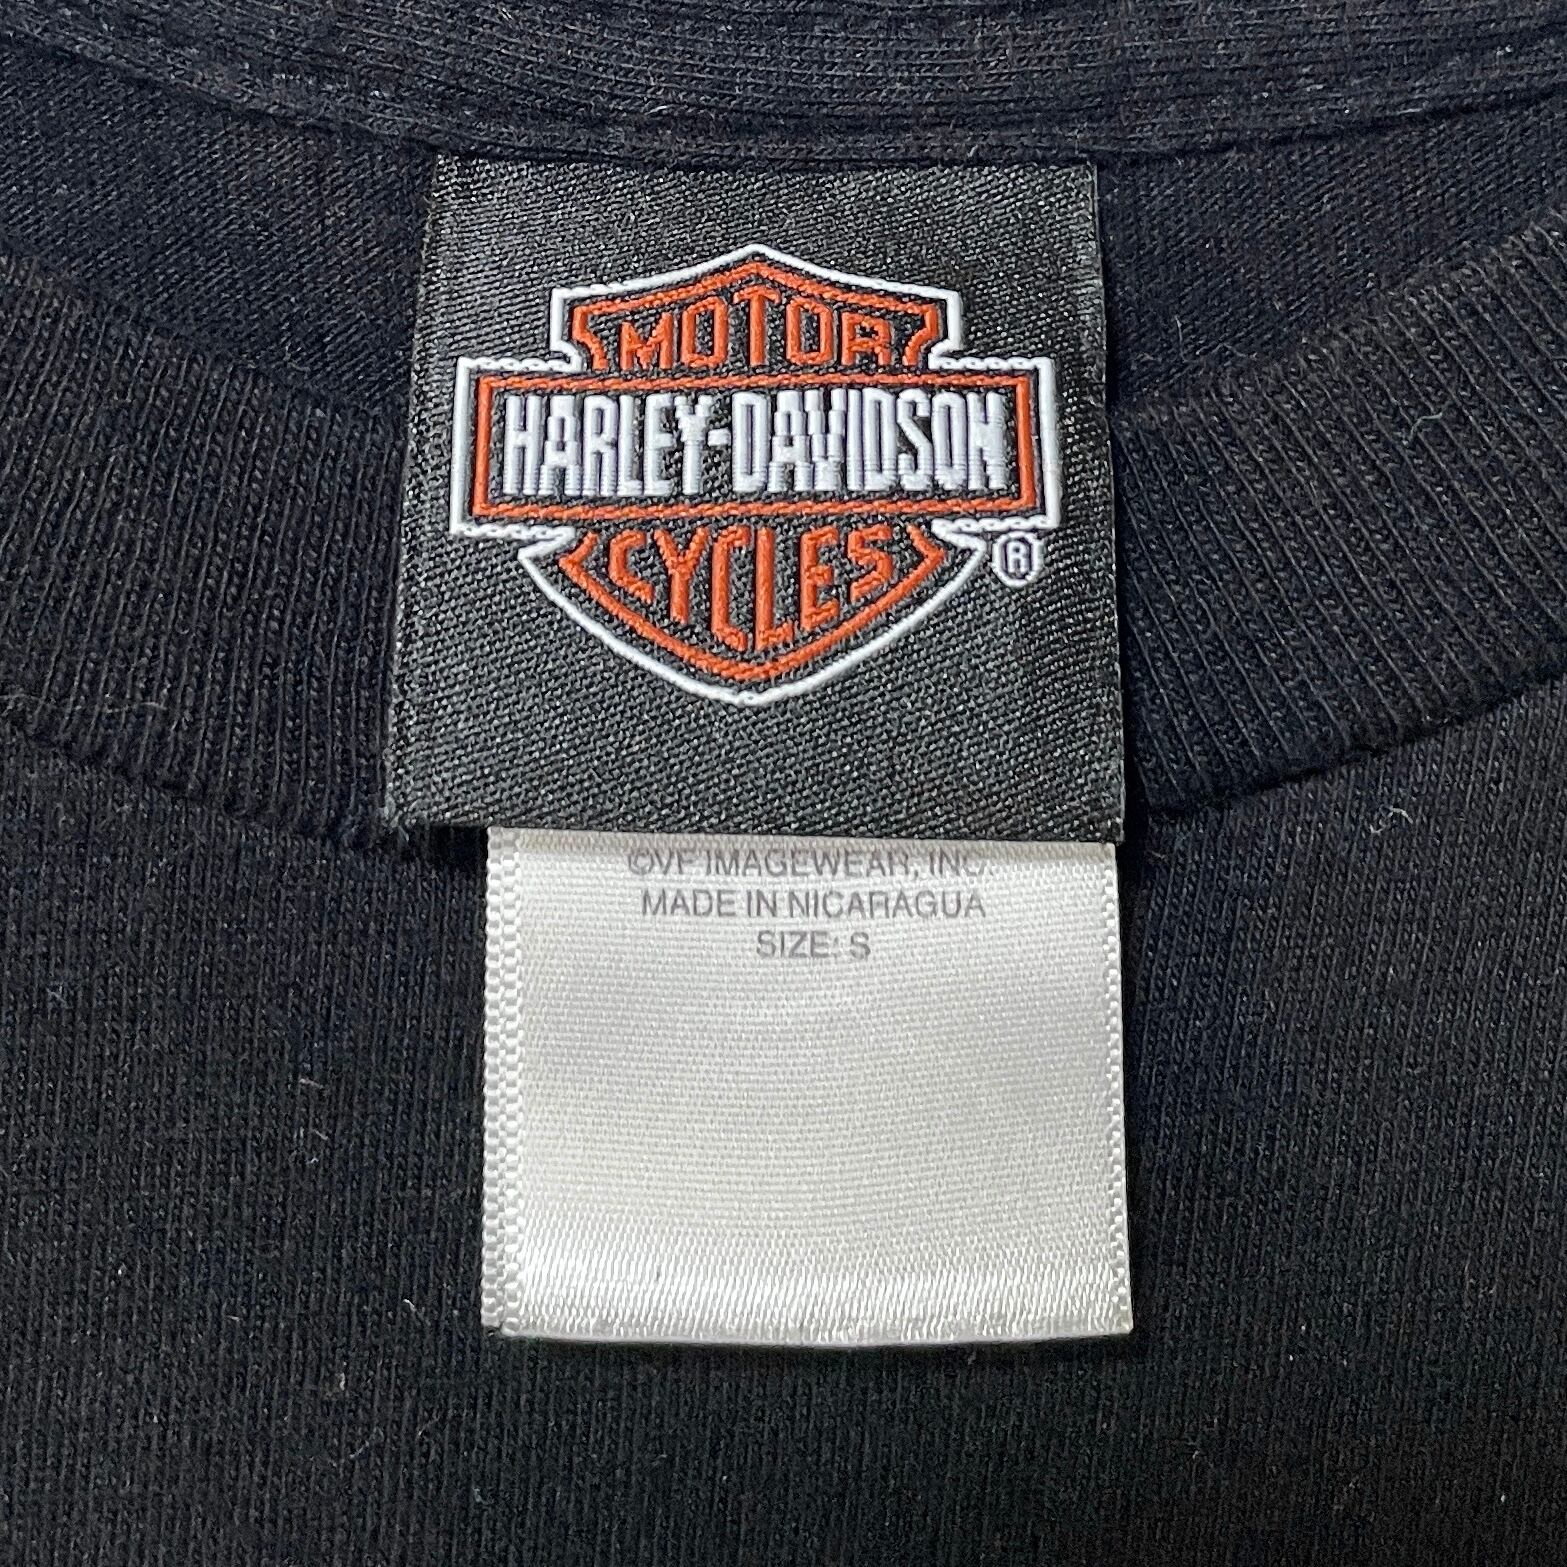 MOTOR
HARLEY-DAVIDSON
CYCLES
®
©VF IMAGEWEAR, INC.
MADE IN NICARAGUA
SIZE: S